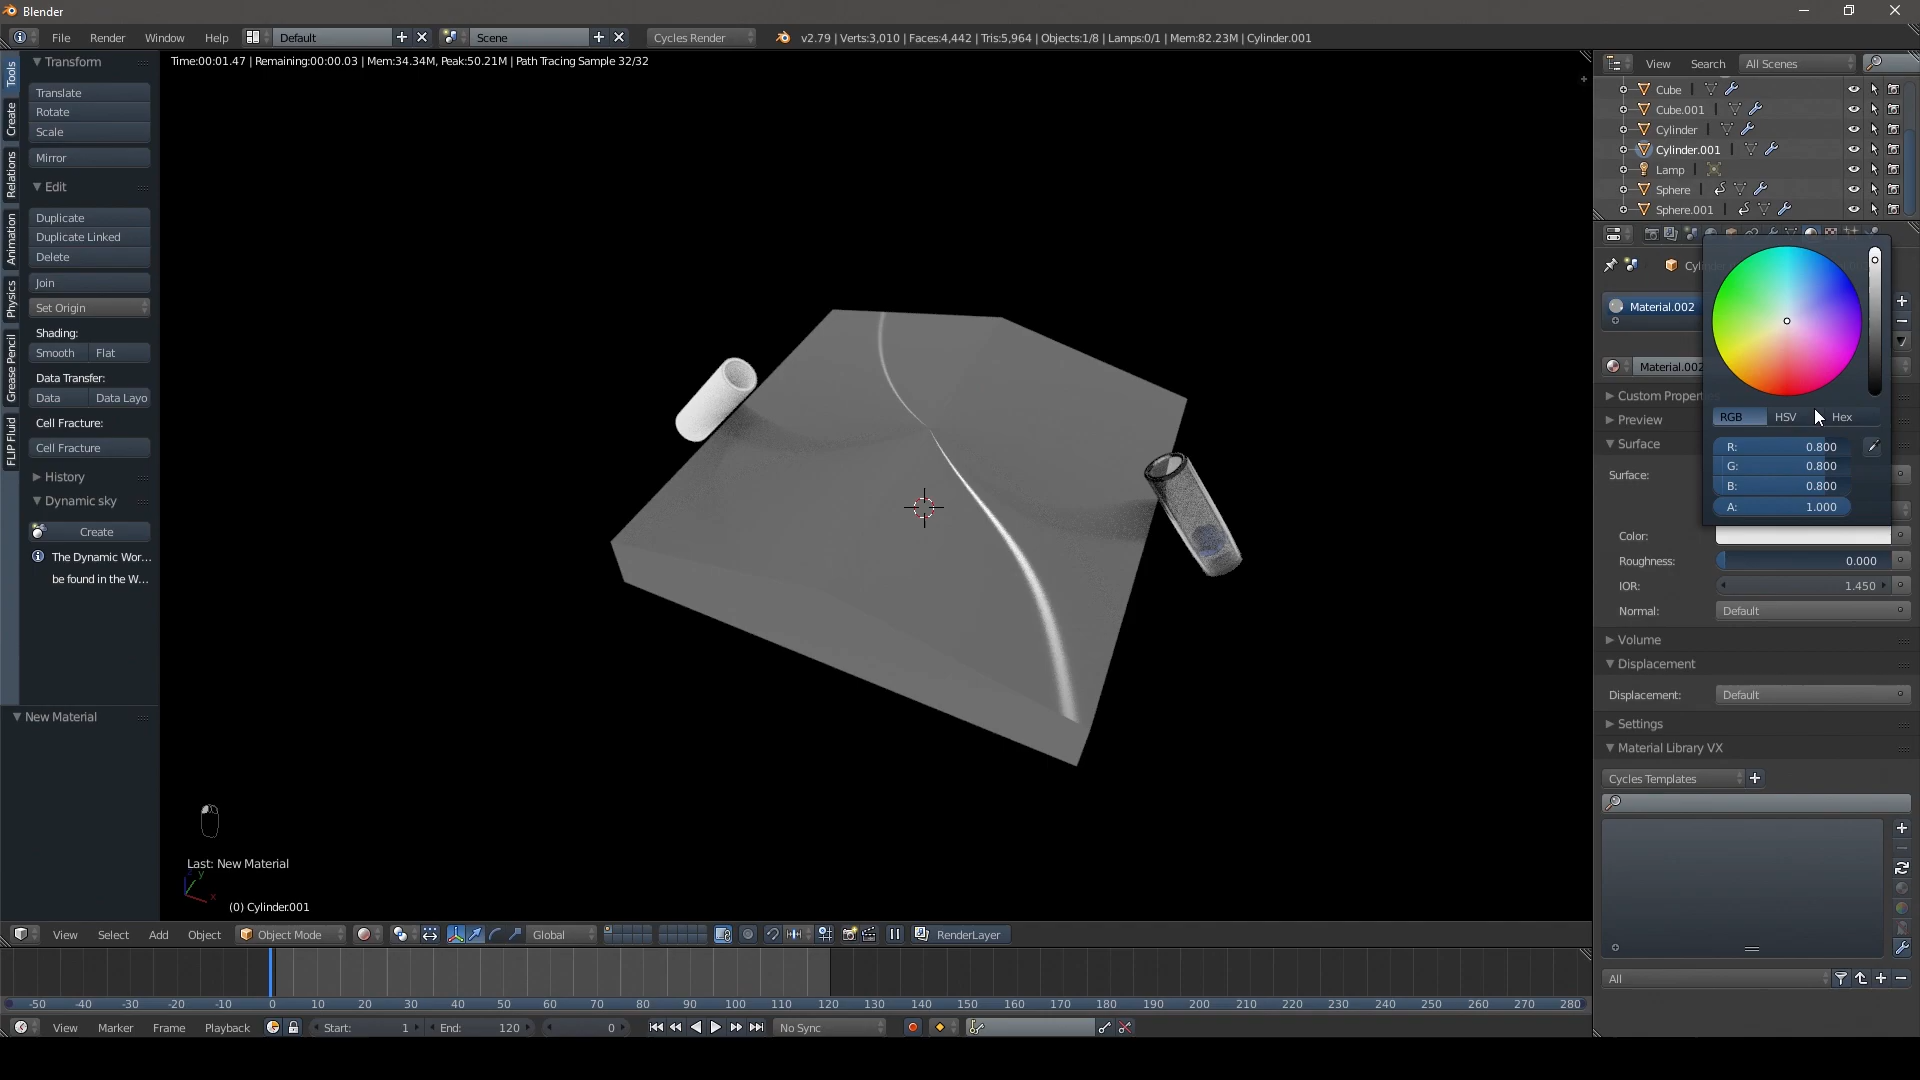 Blender
File Render Window Help Default Scene Cycles Render v2.79 | Verts:3,010 | Faces:4,442 | Tris:5,964 | Objects:1/8 | Lamps:0/1 | Mem:82.23M | Cylinder.001
Time:00:01.47 | Remaining:00:00.03 | Mem:34.34M, Peak:50.21M | Path Tracing Sample 32/32
Tools
Create
Relations
Animation
Physics
Grease Pencil
FLIP Fluid
Transform
Translate
Rotate
Scale
Mirror
Edit
Duplicate
Duplicate Linked
Delete
Join
Set Origin
Shading:
Smooth Flat
Data Transfer:
Data Data Layo
Cell Fracture:
Cell Fracture
History
Dynamic sky
Create
The Dynamic Wor...
be found in the W...
New Material
Last: New Material
z y x
(0) Cylinder.001
View Search All Scenes
Cube
Cube.001
Cylinder
Cylinder.001
Lamp
Sphere
Sphere.001
Material.002
Material.002
Custom Prope
Preview
Surface
Surface:
RGB HSV Hex
R: 0.800
G: 0.800
B: 0.800
A: 1.000
Color:
Roughness: 0.000
IOR: 1.450
Normal: Default
Volume
Displacement
Displacement: Default
Settings
Material Library VX
Cycles Templates
All
View Select Add Object Object Mode Global RenderLayer
-50 -40 -30 -20 -10 0 10 20 30 40 50 60 70 80 90 100 110 120 130 140 150 160 170 180 190 200 210 220 230 240 250 260 270 280
View Marker Frame Playback Start: 1 End: 120 0 No Sync